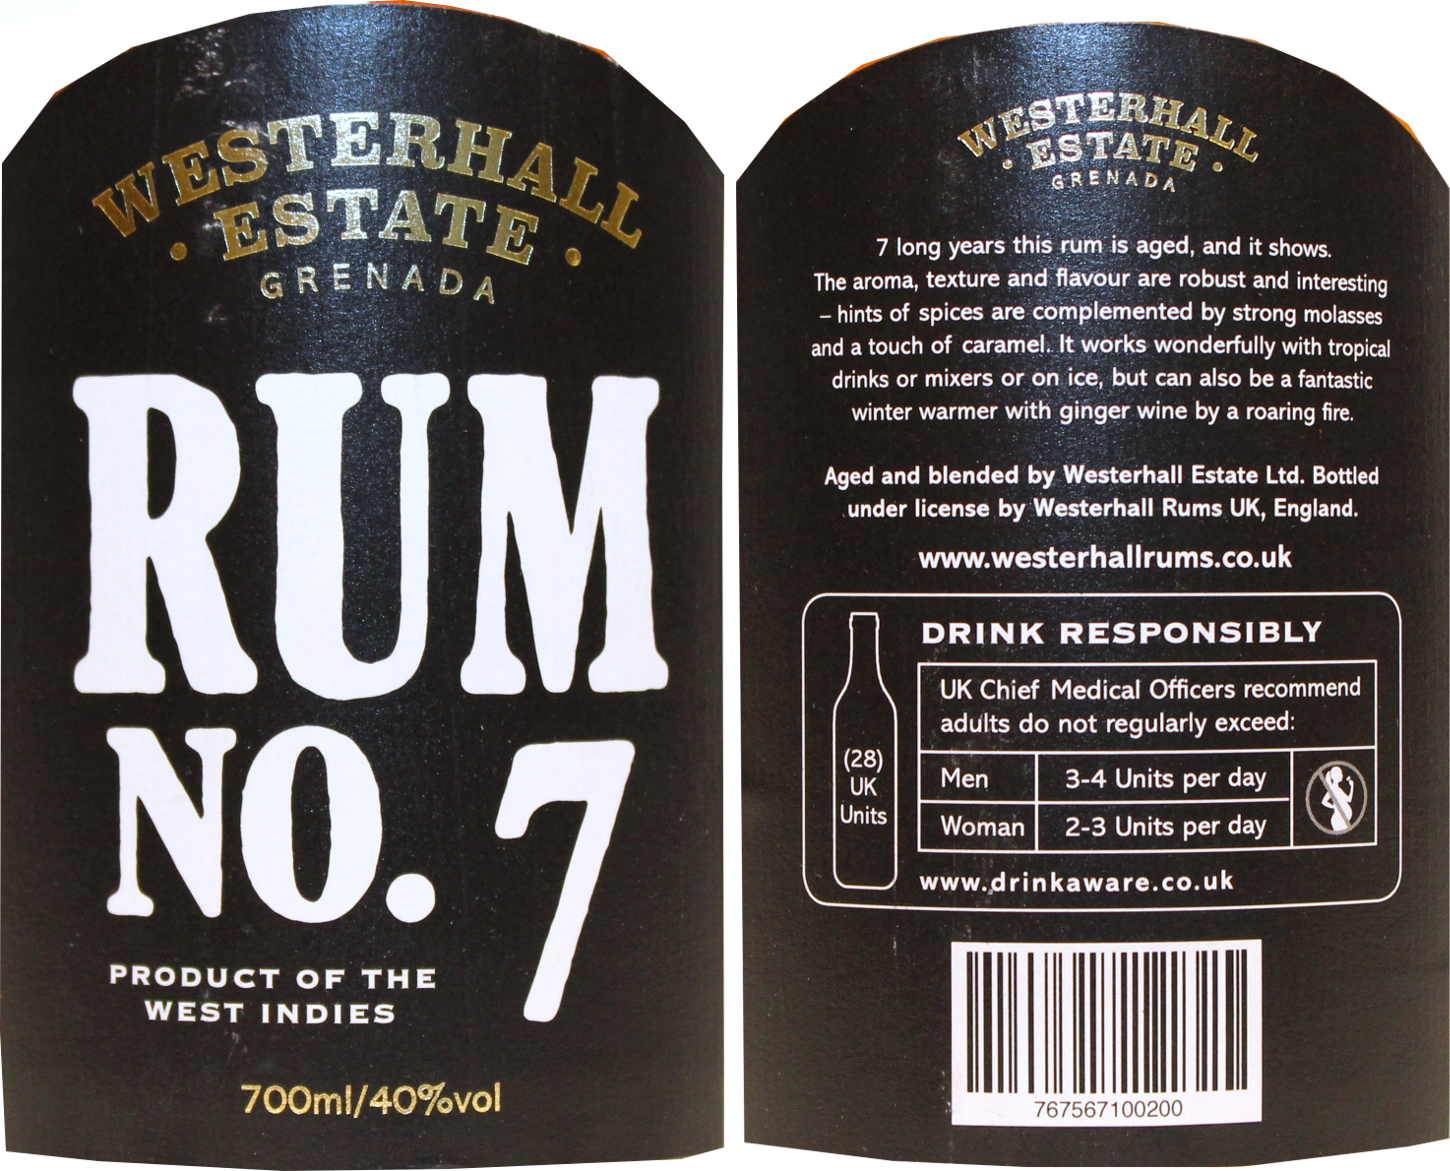 WESTERHALL
• ESTATE •
GRENADA
RUM
NO. 7
PRODUCT OF THE
WEST INDIES
700ml/40%vol
WESTERHALL
• ESTATE •
GRENADA
7 long years this rum is aged, and it shows.
The aroma, texture and flavour are robust and interesting
– hints of spices are complemented by strong molasses
and a touch of caramel. It works wonderfully with tropical
drinks or mixers or on ice, but can also be a fantastic
winter warmer with ginger wine by a roaring fire.
Aged and blended by Westerhall Estate Ltd. Bottled
under license by Westerhall Rums UK, England.
www.westerhallrums.co.uk
DRINK RESPONSIBLY
UK Chief Medical Officers recommend
adults do not regularly exceed:
(28)
UK
Units
Men 3-4 Units per day
Woman 2-3 Units per day
www.drinkaware.co.uk
767567100200